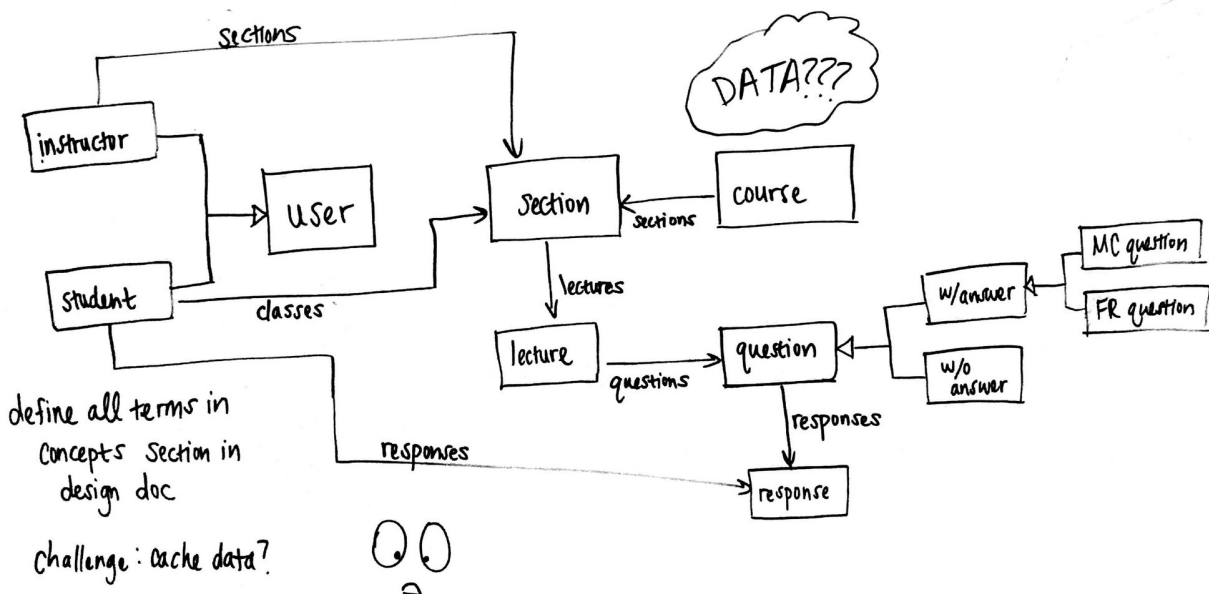 sections
DATA???
instructor
user
section
course
sections
student
classes
lectures
MC question
w/answer
FR question
lecture
question
questions
w/o
answer
define all terms in
concepts section in
design doc
responses
responses
response
challenge: cache data?